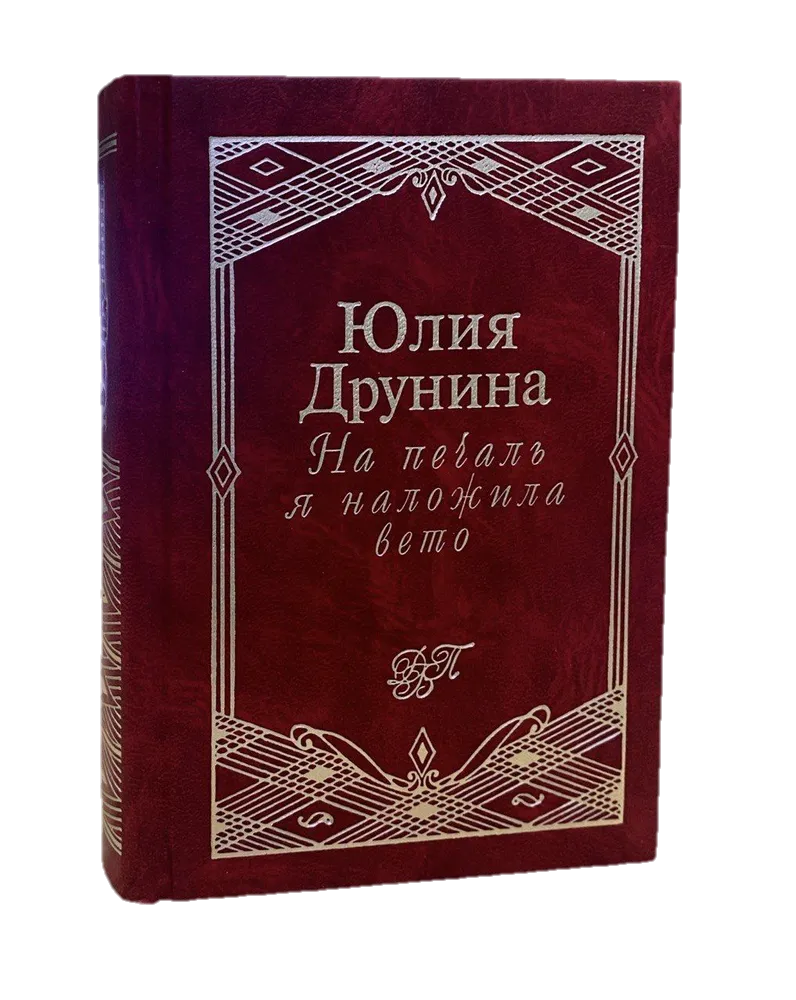 Юлия
Друнина
На печаль
я наложила
вето